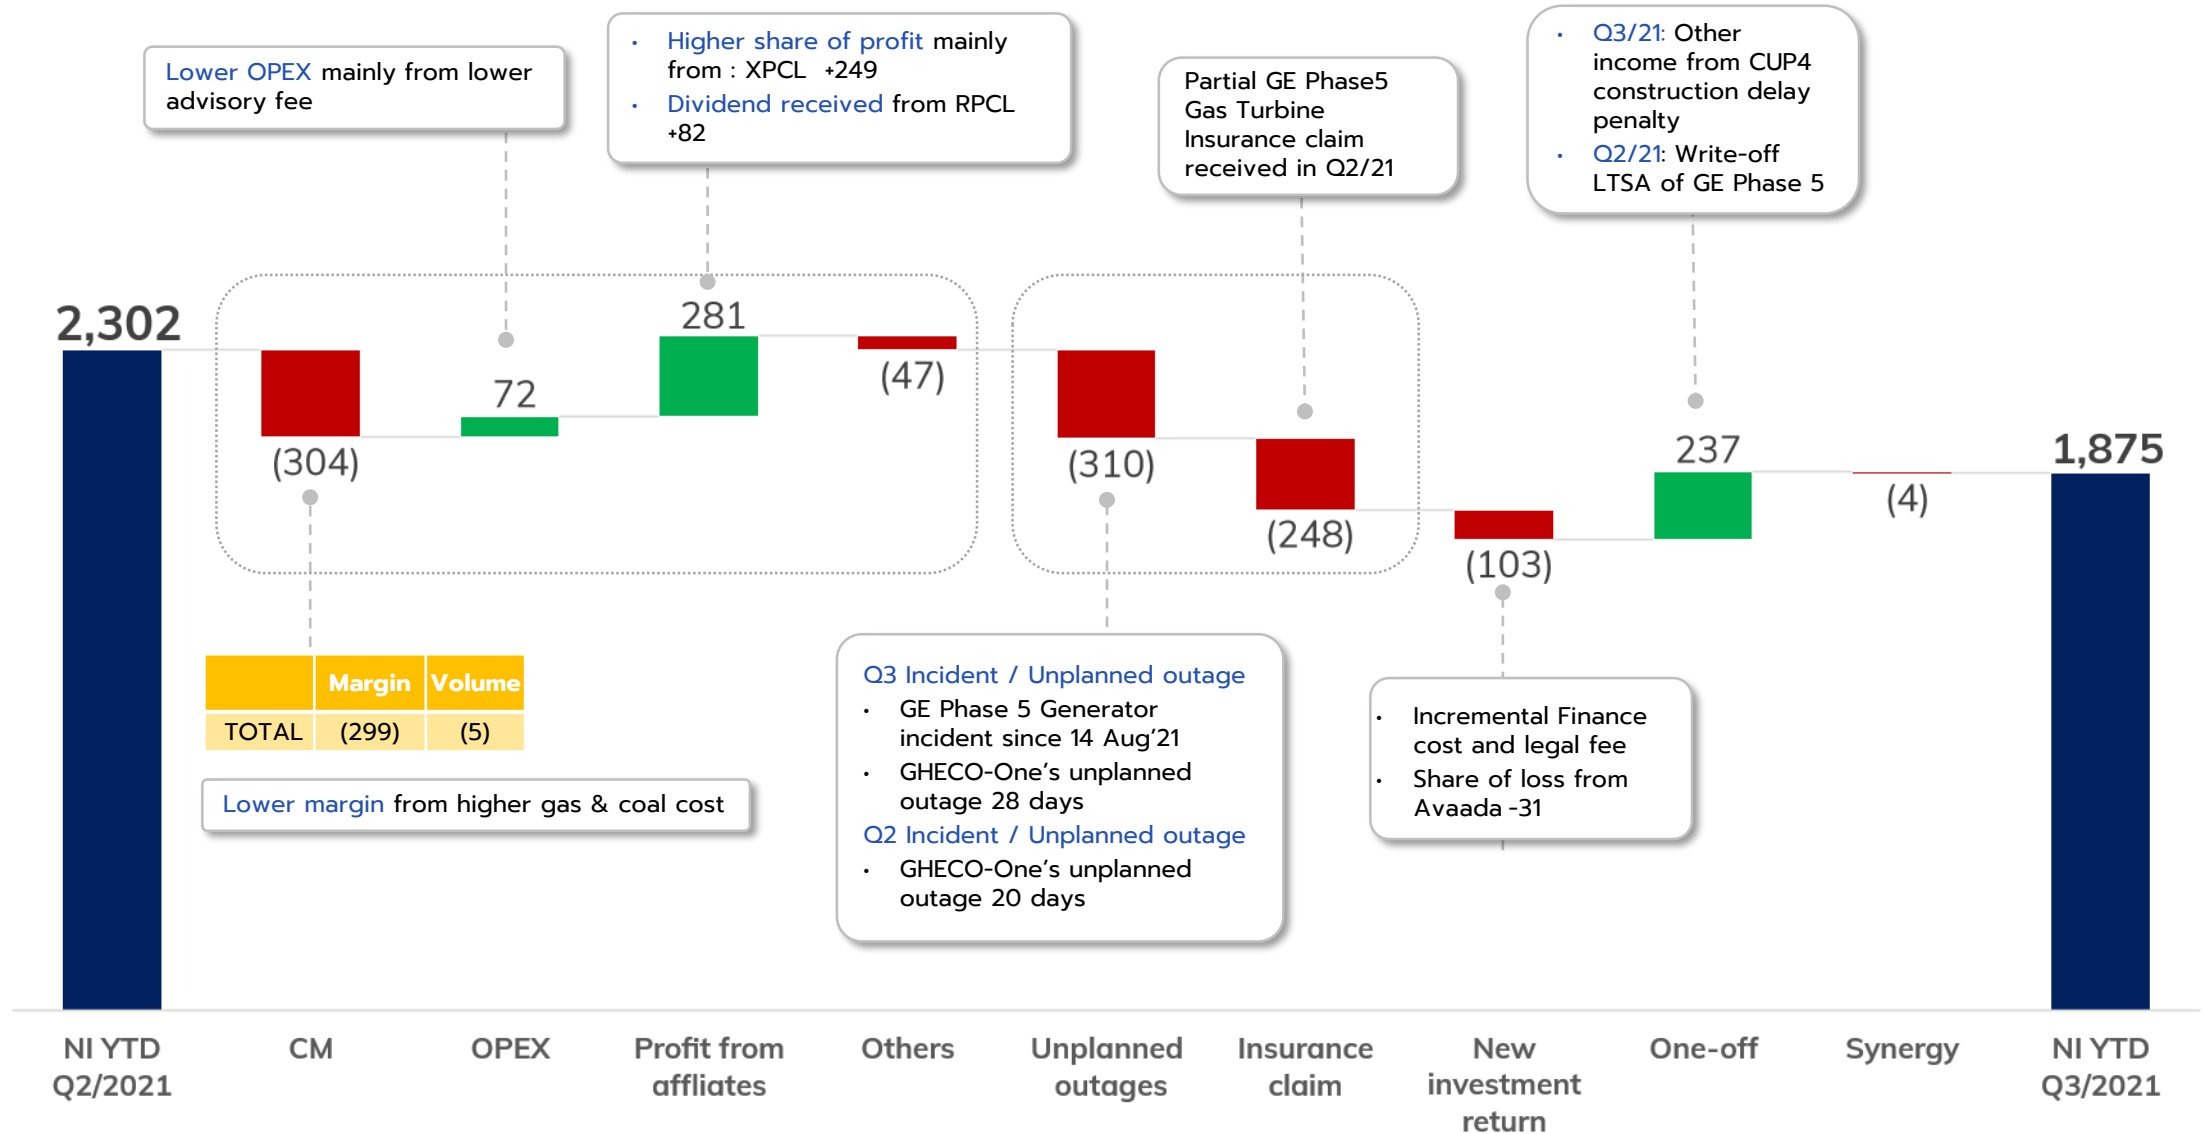 Lower OPEX mainly from lower
advisory fee
• Higher share of profit mainly
from : XPCL +249
• Dividend received from RPCL
+82
Partial GE Phase5
Gas Turbine
Insurance claim
received in Q2/21
• Q3/21: Other
income from CUP4
construction delay
penalty
• Q2/21: Write-off
LTSA of GE Phase 5
2,302
(304)
72
281
(47)
(310)
(248)
(103)
237
(4)
1,875
Margin Volume
TOTAL (299) (5)
Lower margin from higher gas & coal cost
Q3 Incident / Unplanned outage
• GE Phase 5 Generator
incident since 14 Aug’21
• GHECO-One’s unplanned
outage 28 days
Q2 Incident / Unplanned outage
• GHECO-One’s unplanned
outage 20 days
• Incremental Finance
cost and legal fee
• Share of loss from
Avaada -31
NI YTD
Q2/2021
CM
OPEX
Profit from
affliates
Others
Unplanned
outages
Insurance
claim
New
investment
return
One-off
Synergy
NI YTD
Q3/2021